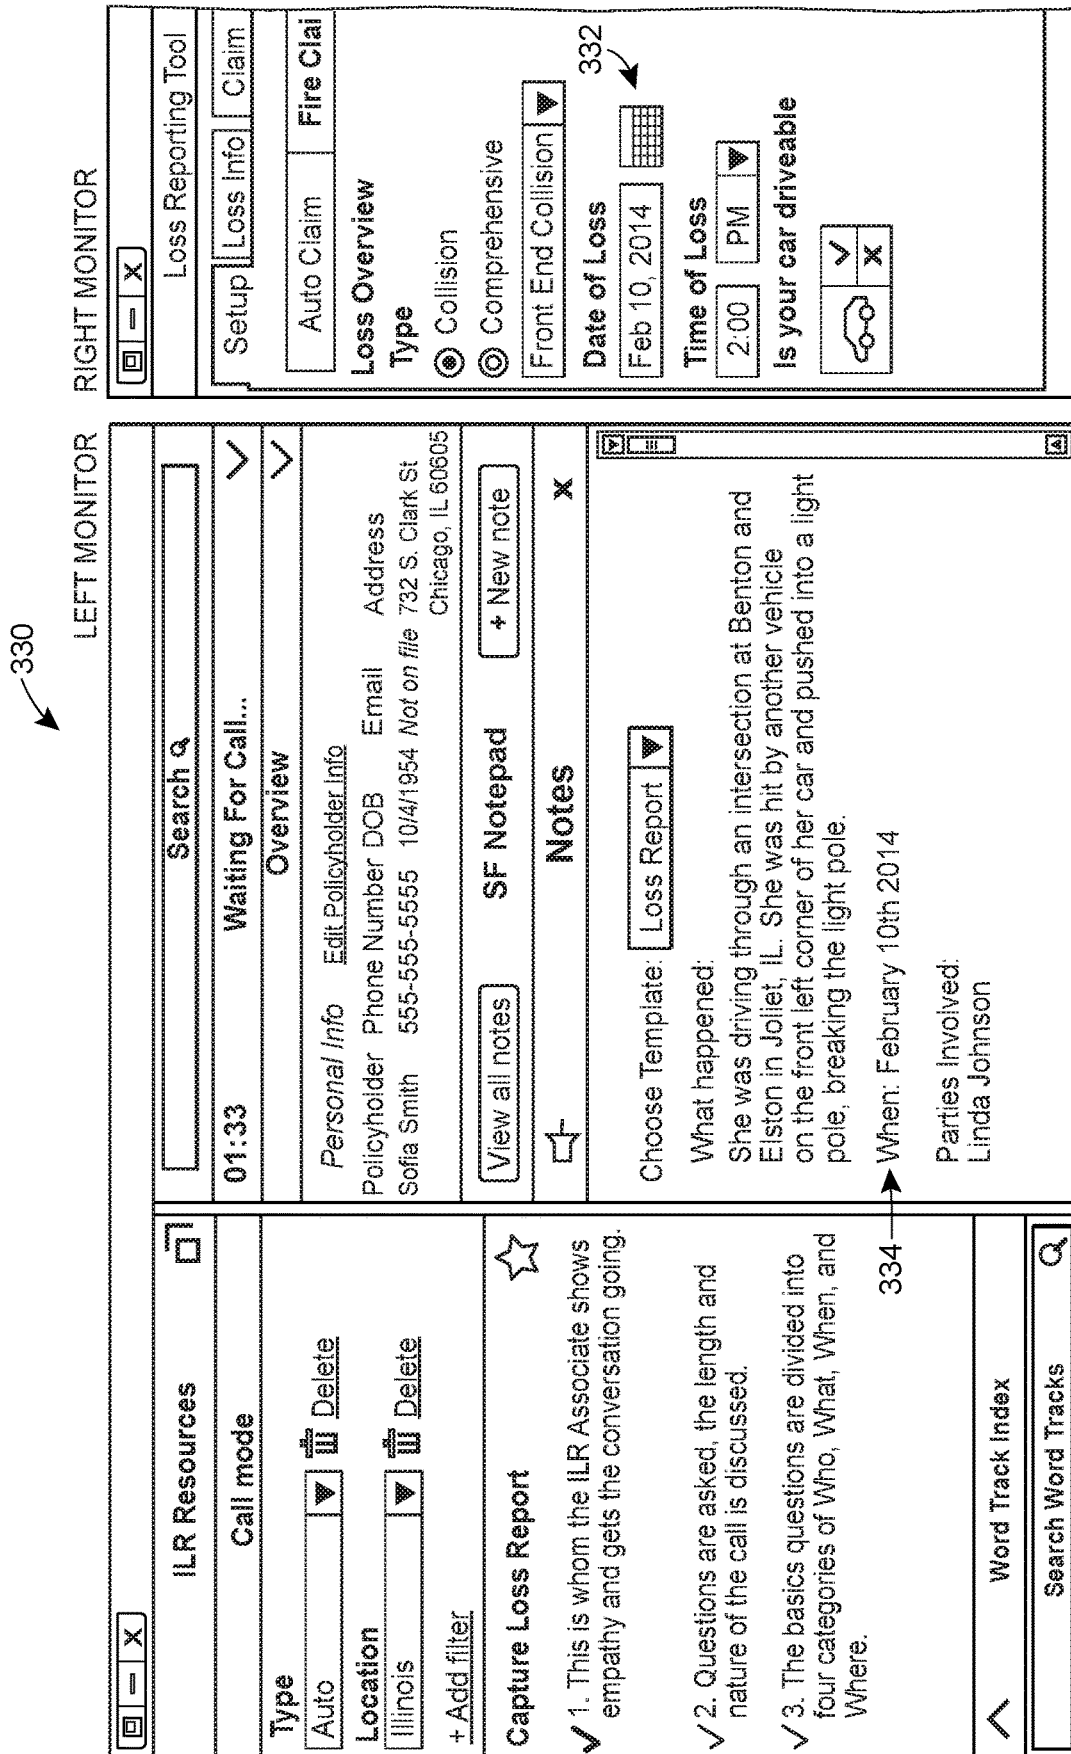 330
LEFT MONITOR
ILR Resources
Call mode
Type
Auto
Delete
Location
Illinois
Delete
+ Add filter
Capture Loss Report
1. This is whom the ILR Associate shows
empathy and gets the conversation going.
2. Questions are asked, the length and
nature of the call is discussed.
3. The basics questions are divided into
four categories of Who, What, When, and
Where.
Word Track Index
Search Word Tracks
Search
01:33 Waiting For Call...
Overview
Personal Info Edit Policyholder Info
Policyholder Phone Number DOB Email Address
Sofia Smith 555-555-5555 10/4/1954 Not on file 732 S. Clark St
Chicago, IL 60605
View all notes SF Notepad + New note
Notes X
Choose Template: Loss Report
What happened:
She was driving through an intersection at Benton and
Elston in Joliet, IL. She was hit by another vehicle
on the front left corner of her car and pushed into a light
pole, breaking the light pole.
334
When: February 10th 2014
Parties Involved:
Linda Johnson
RIGHT MONITOR
Loss Reporting Tool
Setup Loss Info Claim
Auto Claim Fire Clai
Loss Overview
Type
Collision
Comprehensive
Front End Collision
Date of Loss
Feb 10, 2014
332
Time of Loss
2:00 PM
Is your car driveable